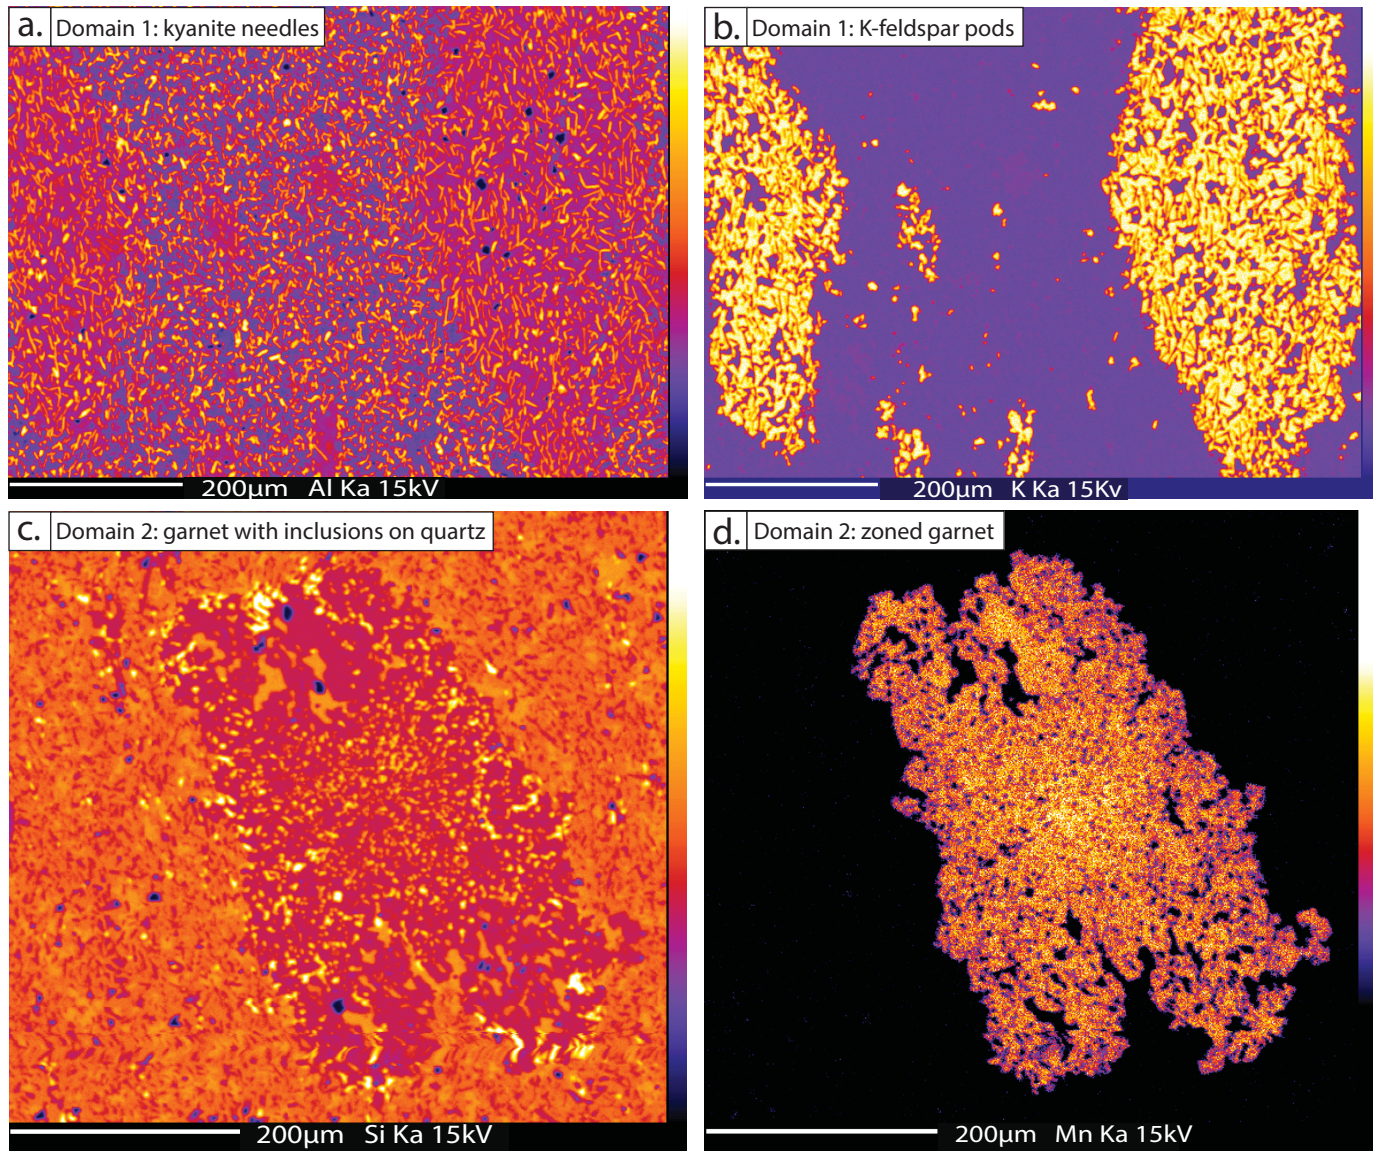 a. Domain 1: kyanite needles
b. Domain 1: K-feldspar pods
200µm Al Ka 15kV
200µm K Ka 15Kv
c. Domain 2: garnet with inclusions on quartz
d. Domain 2: zoned garnet
200µm Si Ka 15kV
200µm Mn Ka 15kV